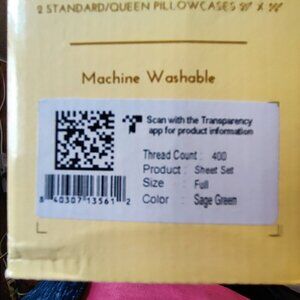 2 STANDARD/QUEEN PILLOWCASES 20" X
Machine Washable
Scan with the Transparency
app for product information
Thread Count : 400
Product : Sheet Set
Size : Full
Color : Sage Green
8 40307 13561 2